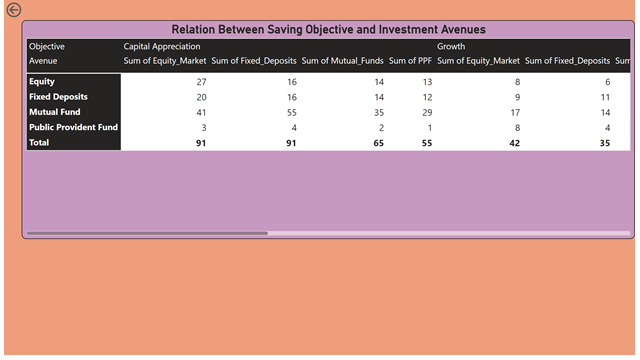 Relation Between Saving Objective and Investment Avenues
Objective Capital Appreciation Growth
Avenue Sum of Equity_Market Sum of Fixed_Deposits Sum of Mutual_Funds Sum of PPF Sum of Equity_Market Sum of Fixed_Deposits Sum
Equity 27 16 14 13 8 6
Fixed Deposits 20 16 14 12 9 11
Mutual Fund 41 55 35 29 17 14
Public Provident Fund 3 4 2 1 8 4
Total 91 91 65 55 42 35